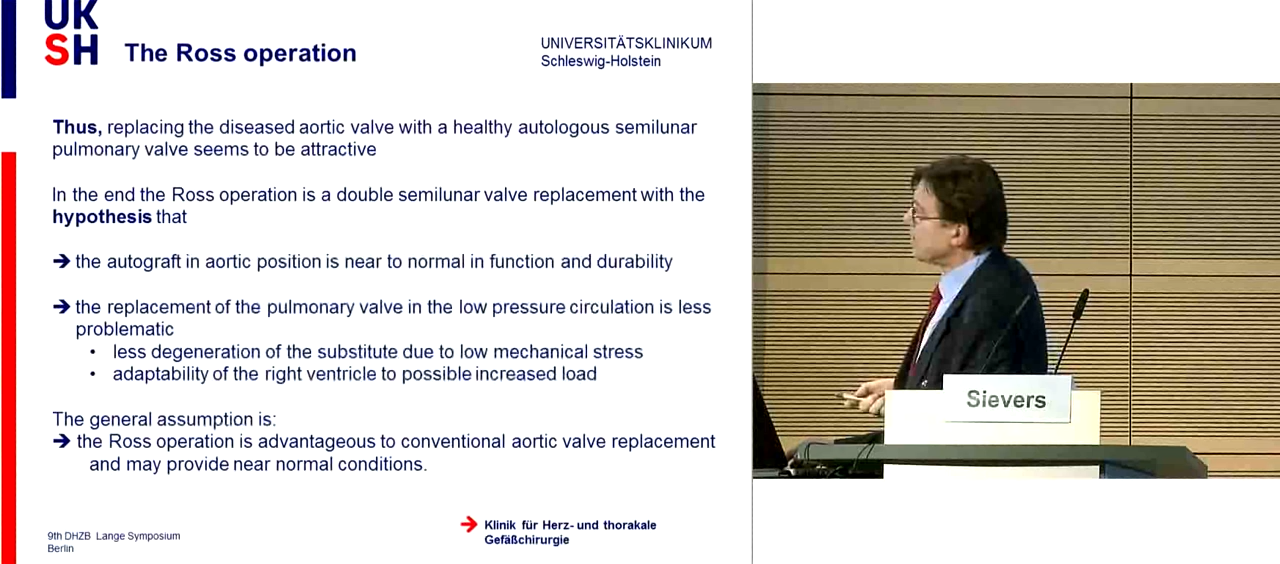 UK
SH
The Ross operation
UNIVERSITÄTSKLINIKUM
Schleswig-Holstein
Thus, replacing the diseased aortic valve with a healthy autologous semilunar
pulmonary valve seems to be attractive
In the end the Ross operation is a double semilunar valve replacement with the
hypothesis that
➔ the autograft in aortic position is near to normal in function and durability
➔ the replacement of the pulmonary valve in the low pressure circulation is less
problematic
• less degeneration of the substitute due to low mechanical stress
• adaptability of the right ventricle to possible increased load
The general assumption is:
➔ the Ross operation is advantageous to conventional aortic valve replacement
and may provide near normal conditions.
➔ Klinik für Herz- und thorakale
Gefäßchirurgie
9th DHZB Lange Symposium
Berlin
Sievers